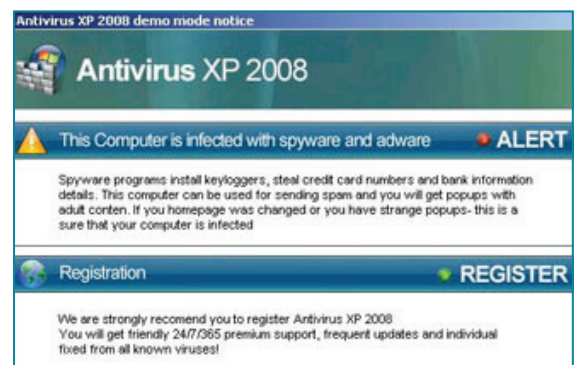 Antivirus XP 2008 demo mode notice
Antivirus XP 2008
This Computer is infected with spyware and adware ALERT
Spyware programs install keyloggers, steal credit card numbers and bank information
details. This computer can be used for sending spam and you will get popups with
adult conten. If you homepage was changed or you have strange popups- this is a
sure that your computer is infected
Registration REGISTER
We are strongly recomend you to register Antivirus XP 2008
You will get friendly 24/7/365 premium support, frequent updates and individual
fixed from all known viruses!